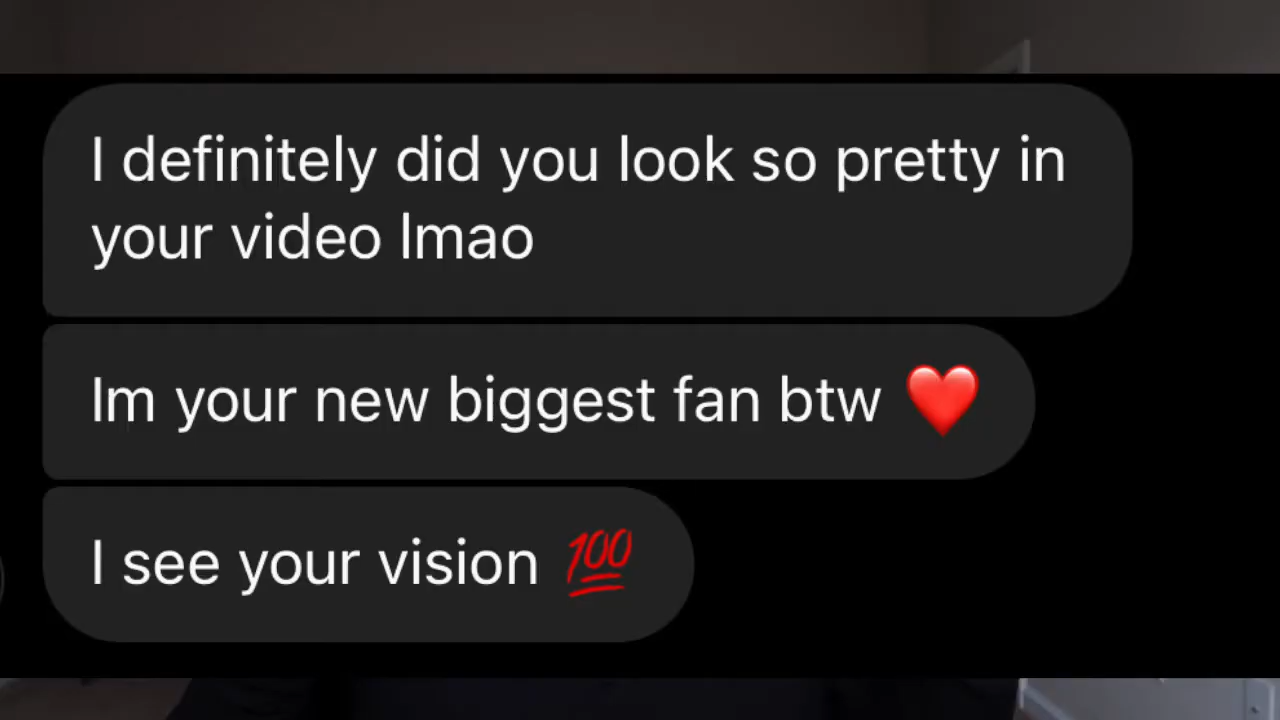 I definitely did you look so pretty in
your video lmao
Im your new biggest fan btw ❤️
I see your vision 💯